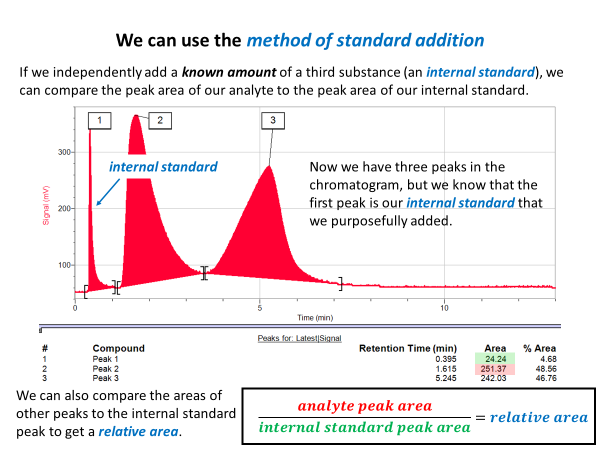 We can use the method of standard addition
If we independently add a known amount of a third substance (an internal standard), we
can compare the peak area of our analyte to the peak area of our internal standard.
1
2
3
300
200
100
Signal (mV)
internal standard
Now we have three peaks in the
chromatogram, but we know that the
first peak is our internal standard that
we purposefully added.
0
5
10
Time (min)
Peaks for: Latest|Signal
# Compound Retention Time (min) Area % Area
1 Peak 1 0.395 24.24 4.68
2 Peak 2 1.615 251.37 48.56
3 Peak 3 5.245 242.03 46.76
We can also compare the areas of
other peaks to the internal standard
peak to get a relative area.
analyte peak area
internal standard peak area
= relative area